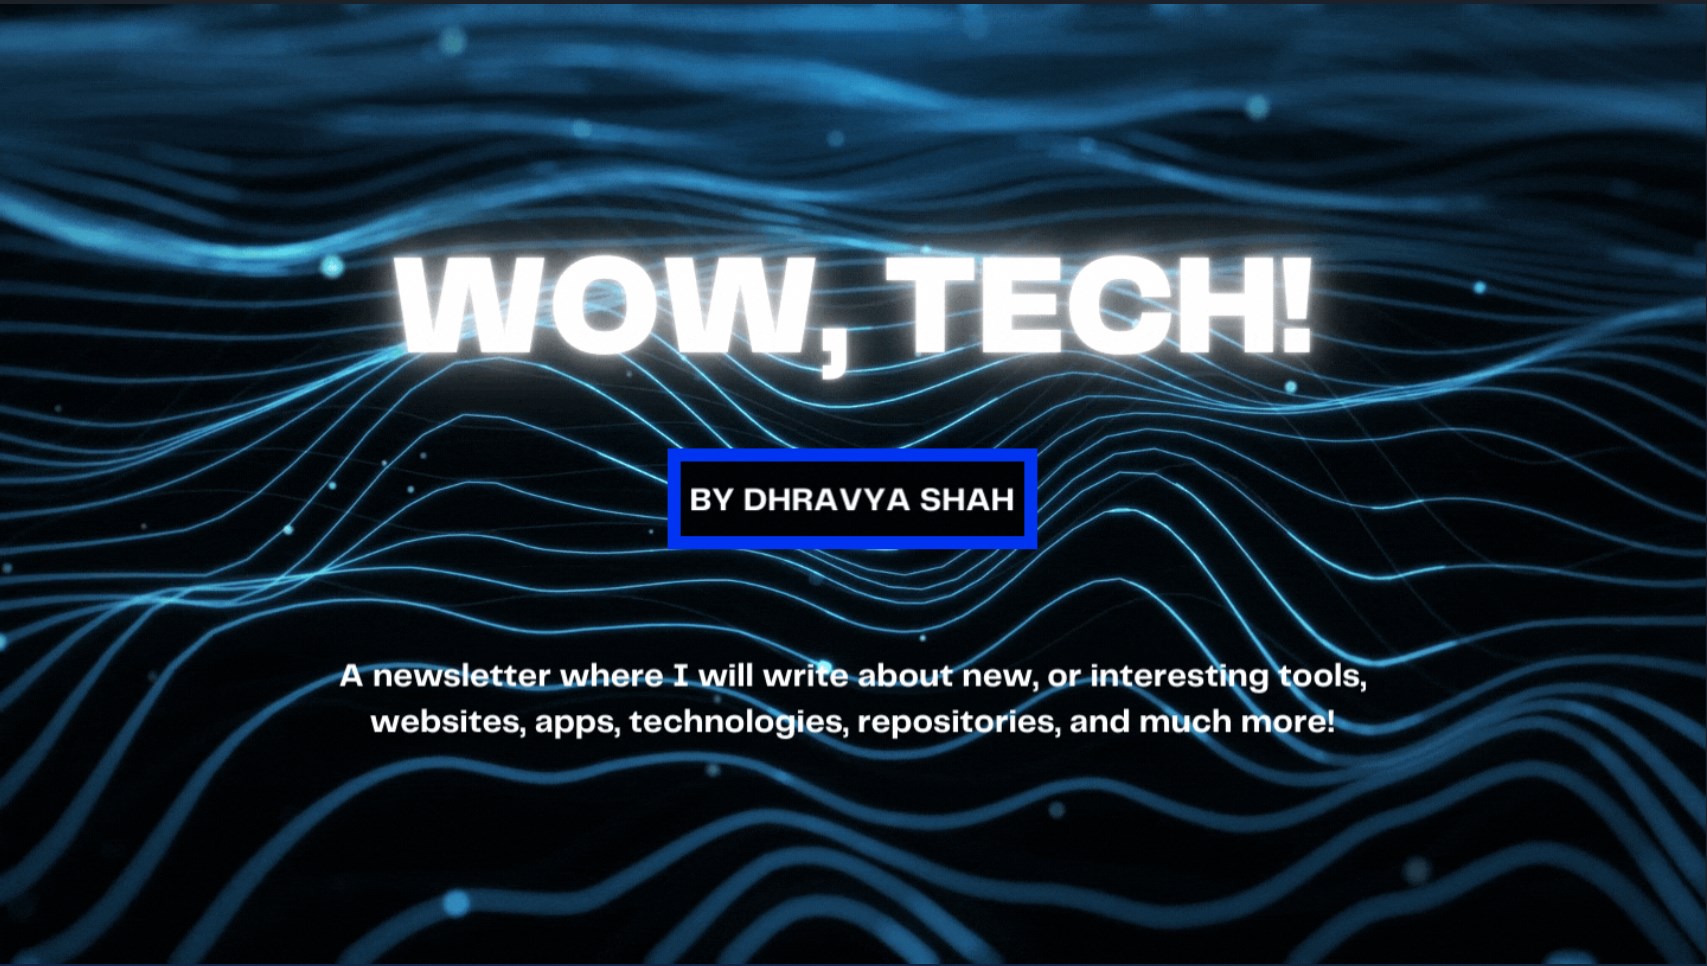 WOW, TECH!
BY DHRAVYA SHAH
A newsletter where I will write about new, or interesting tools,
websites, apps, technologies, repositories, and much more!